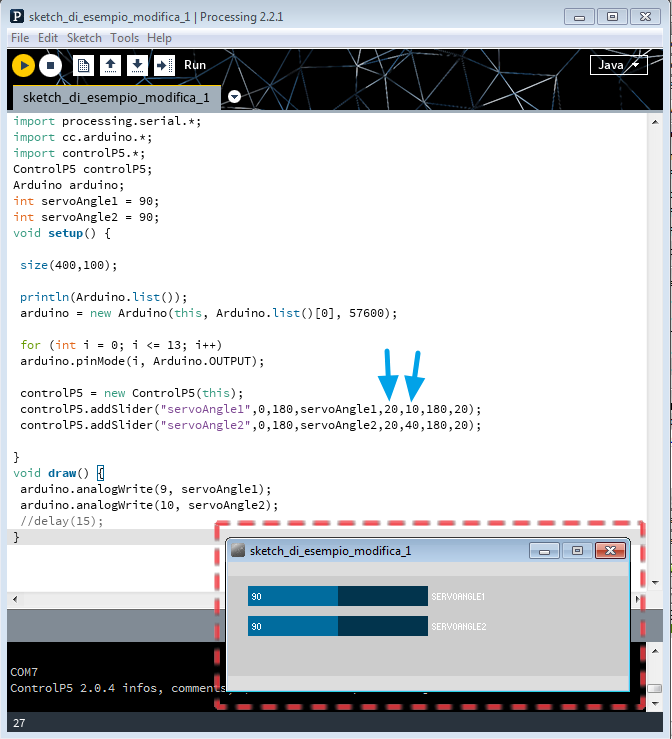 sketch_di_esempio_modifica_1 | Processing 2.2.1
File Edit Sketch Tools Help
Run
Java
sketch_di_esempio_modifica_1
import processing.serial.*;
import cc.arduino.*;
import controlP5.*;
ControlP5 controlP5;
Arduino arduino;
int servoAngle1 = 90;
int servoAngle2 = 90;
void setup() {
size(400,100);
println(Arduino.list());
arduino = new Arduino(this, Arduino.list()[0], 57600);
for (int i = 0; i <= 13; i++)
arduino.pinMode(i, Arduino.OUTPUT);
controlP5 = new ControlP5(this);
controlP5.addSlider("servoAngle1",0,180,servoAngle1,20,10,180,20);
controlP5.addSlider("servoAngle2",0,180,servoAngle2,20,40,180,20);
}
void draw() {
arduino.analogWrite(9, servoAngle1);
arduino.analogWrite(10, servoAngle2);
//delay(15);
}
sketch_di_esempio_modifica_1
90 SERVOANGLE1
90 SERVOANGLE2
COM7
ControlP5 2.0.4 infos, comments,
27